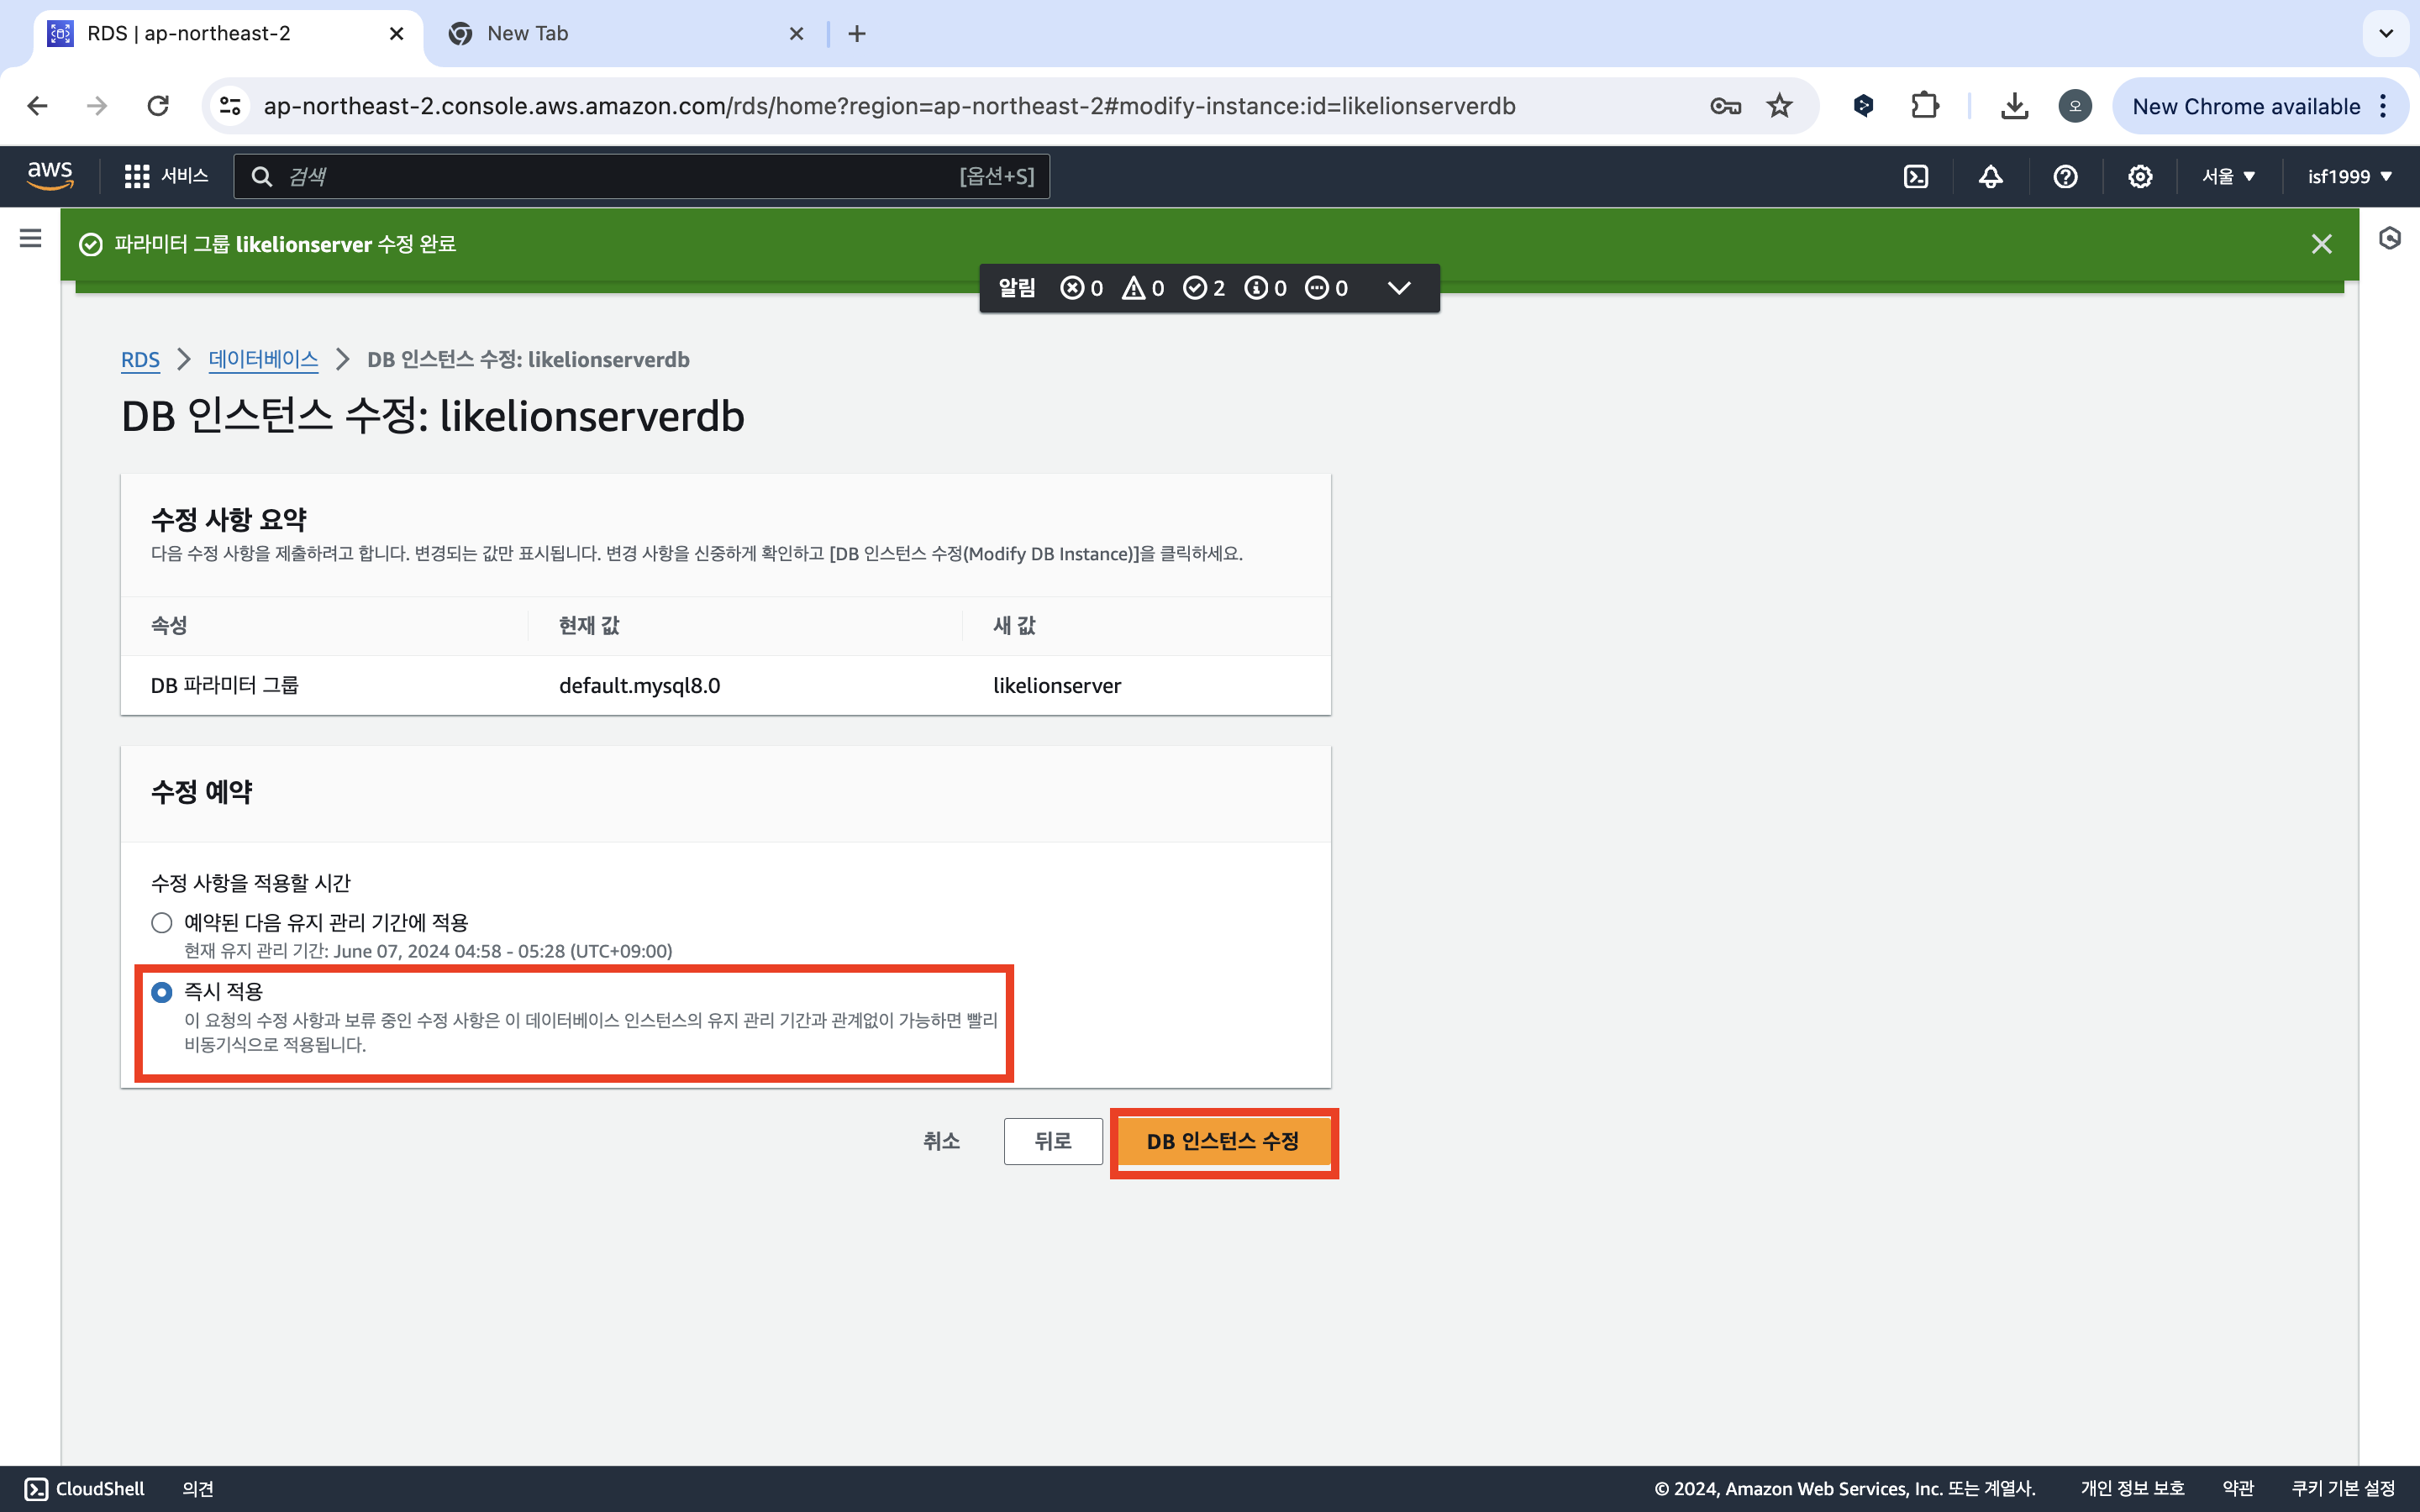 RDS | ap-northeast-2
New Tab
ap-northeast-2.console.aws.amazon.com/rds/home?region=ap-northeast-2#modify-instance:id=likelionserverdb
오
New Chrome available
aws
서비스
검색
[옵션+S]
서울
isf1999
파라미터 그룹 likelionserver 수정 완료
알림 0 0 2 0 0
RDS
데이터베이스
DB 인스턴스 수정: likelionserverdb
DB 인스턴스 수정: likelionserverdb
수정 사항 요약
다음 수정 사항을 제출하려고 합니다. 변경되는 값만 표시됩니다. 변경 사항을 신중하게 확인하고 [DB 인스턴스 수정(Modify DB Instance)]을 클릭하세요.
속성 현재 값 새 값
DB 파라미터 그룹 default.mysql8.0 likelionserver
수정 예약
수정 사항을 적용할 시간
예약된 다음 유지 관리 기간에 적용
현재 유지 관리 기간: June 07, 2024 04:58 - 05:28 (UTC+09:00)
즉시 적용
이 요청의 수정 사항과 보류 중인 수정 사항은 이 데이터베이스 인스턴스의 유지 관리 기간과 관계없이 가능하면 빨리
비동기식으로 적용됩니다.
취소
뒤로
DB 인스턴스 수정
CloudShell
의견
© 2024, Amazon Web Services, Inc. 또는 계열사.
개인 정보 보호
약관
쿠키 기본 설정